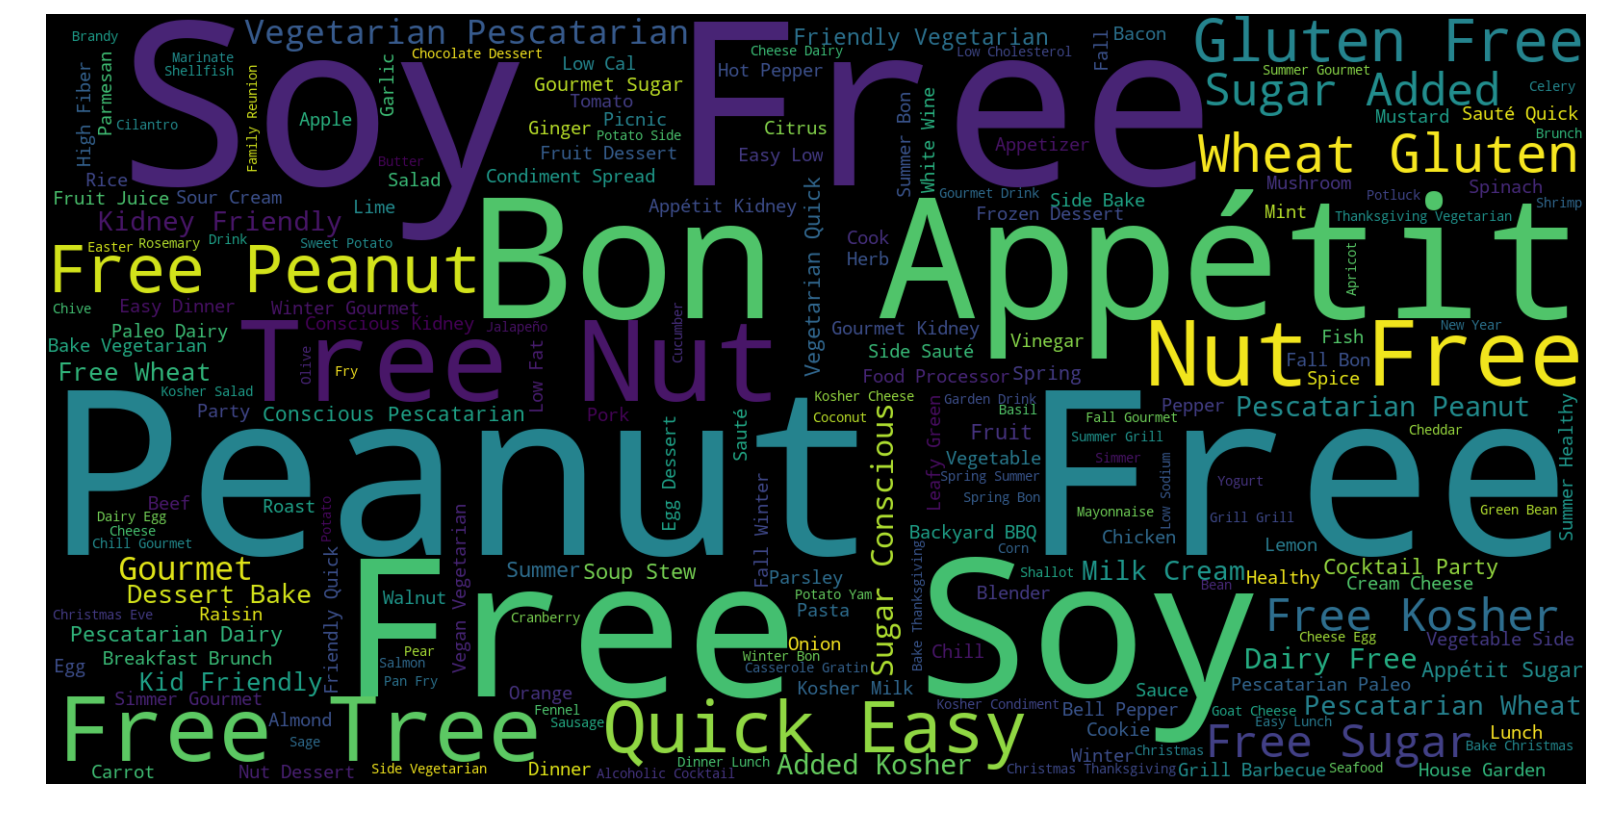 Soy Free
Bon Appétit
Peanut Free
Free Soy
Tree Nut
Nut Free
Free Peanut
Free Tree
Quick Easy
Gluten Free
Wheat Gluten
Sugar Added
Free Kosher
Free Sugar
Vegetarian Pescatarian
Friendly Vegetarian
Brandy
Marinate
Shellfish
Chocolate Dessert
Cheese Dairy
Low Cholesterol
Fall
Bacon
High Fiber
Parmesan
Cilantro
Family Reunion
Apple
Garlic
Low Cal
Gourmet Sugar
Tomato
Picnic
Ginger
Potato Side
Hot Pepper
Citrus
Summer Bon
White Wine
Appetizer
Summer Gourmet
Celery
Mustard
Sauté Quick
Brunch
Butter
Fruit Dessert
Easy Low
Rice
Salad
Condiment Spread
Fruit Juice
Sour Cream
Lime
Appétit Kidney
Vegetarian Quick
Gourmet Drink
Side Bake
Mushroom
Spinach
Potluck
Shrimp
Kidney Friendly
Frozen Dessert
Mint
Thanksgiving Vegetarian
Easter
Rosemary
Drink
Sweet Potato
Cook
Herb
Apricot
Chive
Easy Dinner
Winter Gourmet
Paleo Dairy
Conscious Kidney
Jalapeño
Cucumber
Gourmet Kidney
Vinegar
Fish
New Year
Bake Vegetarian
Olive
Low Fat
Side Sauté
Fall Bon
Free Wheat
Fry
Food Processor
Spring
Spice
Kosher Salad
Kosher Cheese
Garden Drink
Party
Conscious Pescatarian
Pork
Sauté
Coconut
Sugar Conscious
Leafy Green
Basil
Fall Gourmet
Pepper
Pescatarian Peanut
Fruit
Cheddar
Summer Healthy
Summer Grill
Vegetable
Simmer
Low Sodium
Spring Summer
Yogurt
Beef
Roast
Potato
Egg Dessert
Fall Winter
Spring Bon
Mayonnaise
Grill Grill
Green Bean
Dairy Egg
Cheese
Chill Gourmet
Vegan Vegetarian
Backyard BBQ
Chicken
Lemon
Corn
Gourmet
Friendly Quick
Summer
Soup Stew
Parsley
Bake Thanksgiving
Shallot
Milk Cream
Healthy
Cocktail Party
Bean
Cream Cheese
Dessert Bake
Walnut
Potato Yam
Blender
Christmas Eve
Raisin
Cranberry
Pasta
Pescatarian Dairy
Onion
Cheese Egg
Vegetable Side
Breakfast Brunch
Pear
Winter Bon
Chill
Dairy Free
Egg
Salmon
Casserole Gratin
Appétit Sugar
Kid Friendly
Pan Fry
Kosher Milk
Sauce
Pescatarian Paleo
Simmer Gourmet
Orange
Fennel
Kosher Condiment
Bell Pepper
Goat Cheese
Pescatarian Wheat
Almond
Sausage
Cookie
Easy Lunch
Lunch
Sage
Winter
Christmas
Bake Christmas
Carrot
Nut Dessert
Side Vegetarian
Dinner
Alcoholic Cocktail
Dinner Lunch
Added Kosher
Christmas Thanksgiving
Grill Barbecue
Seafood
House Garden